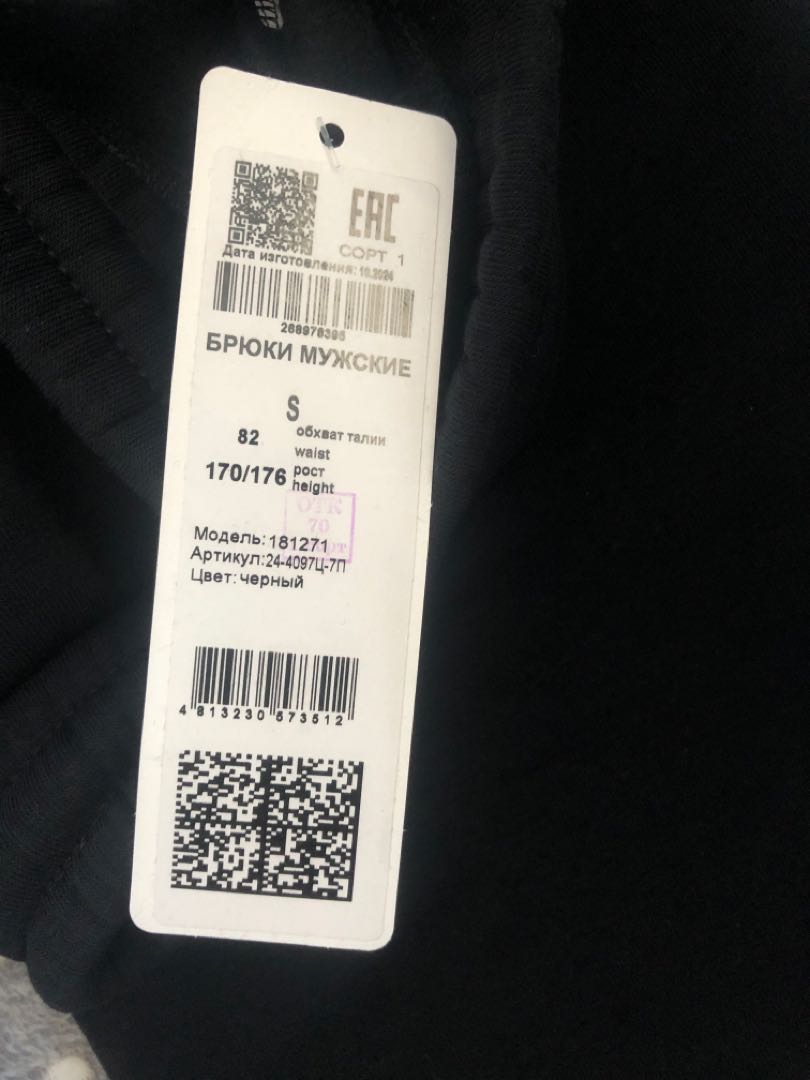 EAC
СОРТ 1
Дата изготовления: 10.2024
268978395
БРЮКИ МУЖСКИЕ
S
82 обхват талии
waist
170/176 рост
height
ОТК
70
Модель: 181271
Артикул:24-4097Ц-7П
Цвет: черный
4 813230 573512